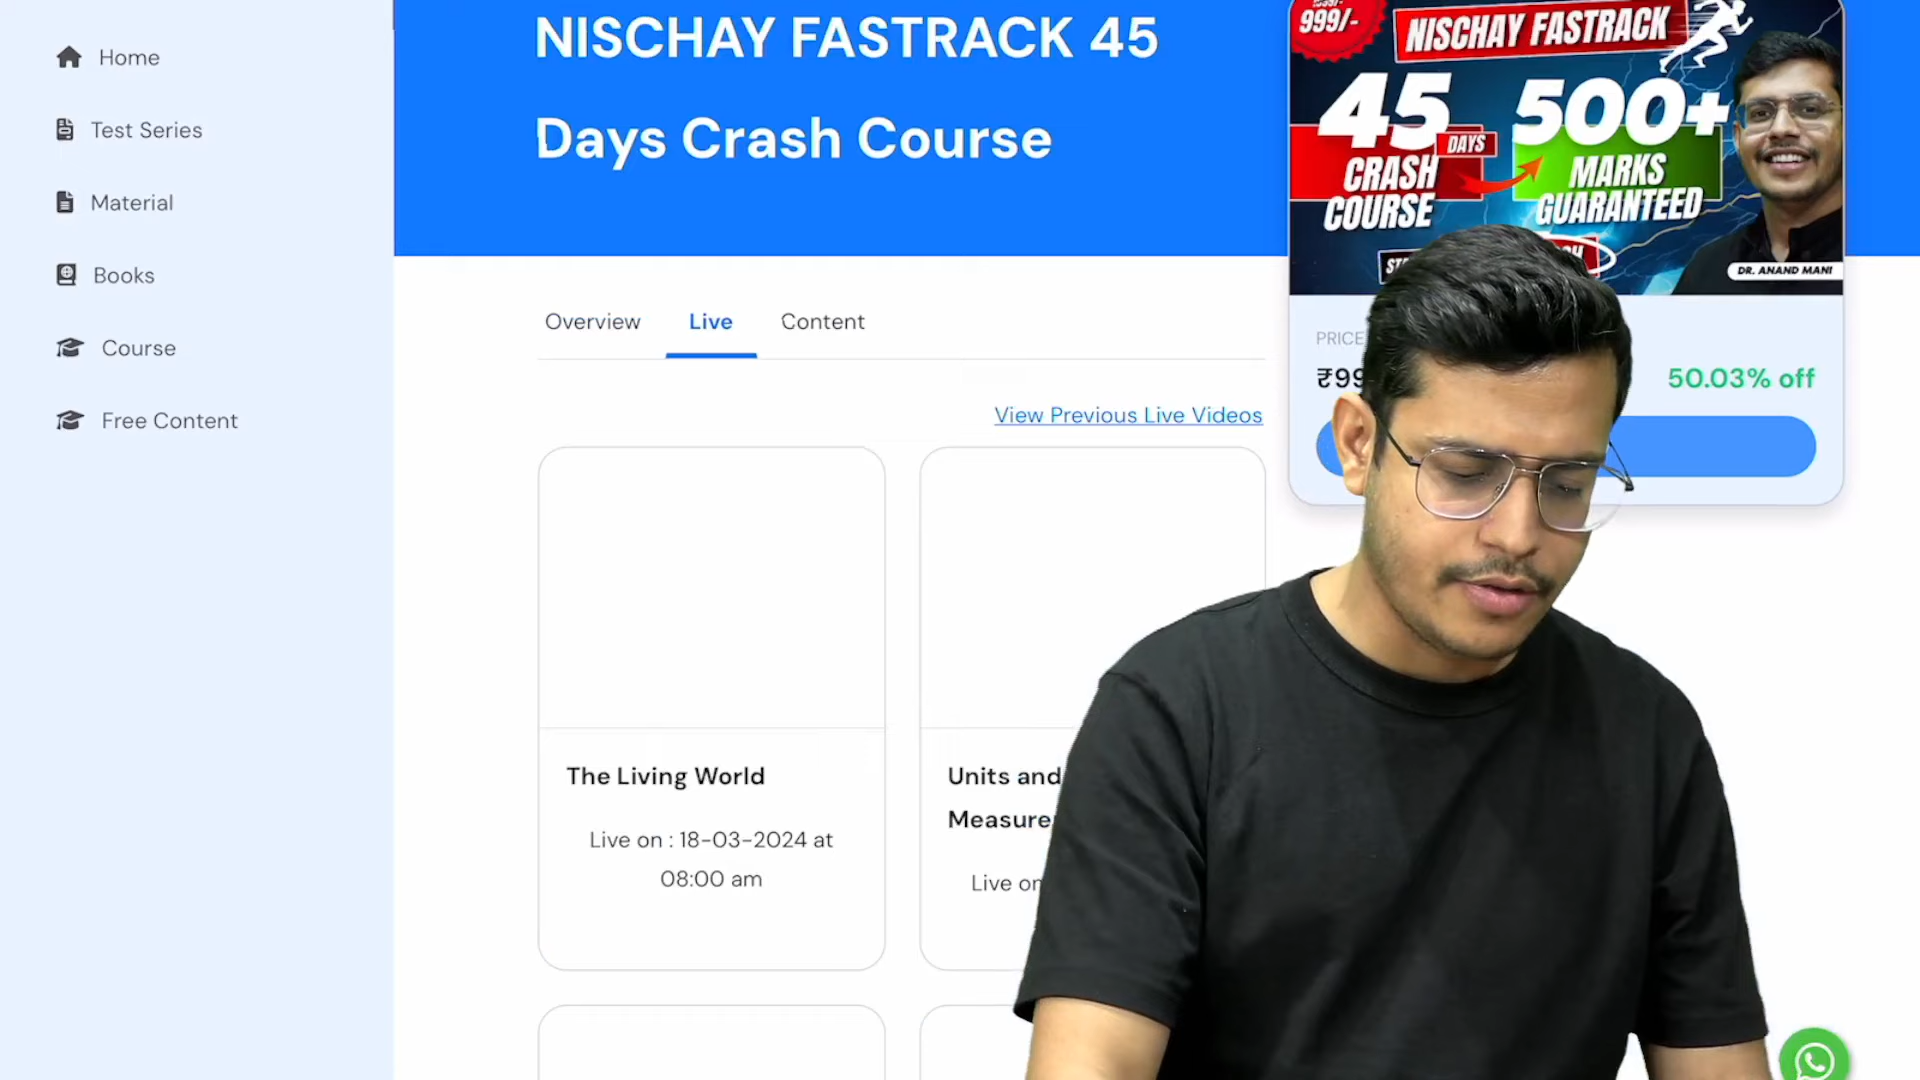 Home
Test Series
Material
Books
Course
Free Content
NISCHAY FASTRACK 45
Days Crash Course
Overview
Live
Content
View Previous Live Videos
The Living World
Live on : 18-03-2024 at
08:00 am
Units and
Live on
999/-
NISCHAY FASTRACK
45 DAYS
CRASH
COURSE
500+
MARKS
GUARANTEED
DR. ANAND MANI
PRICE
50.03% off